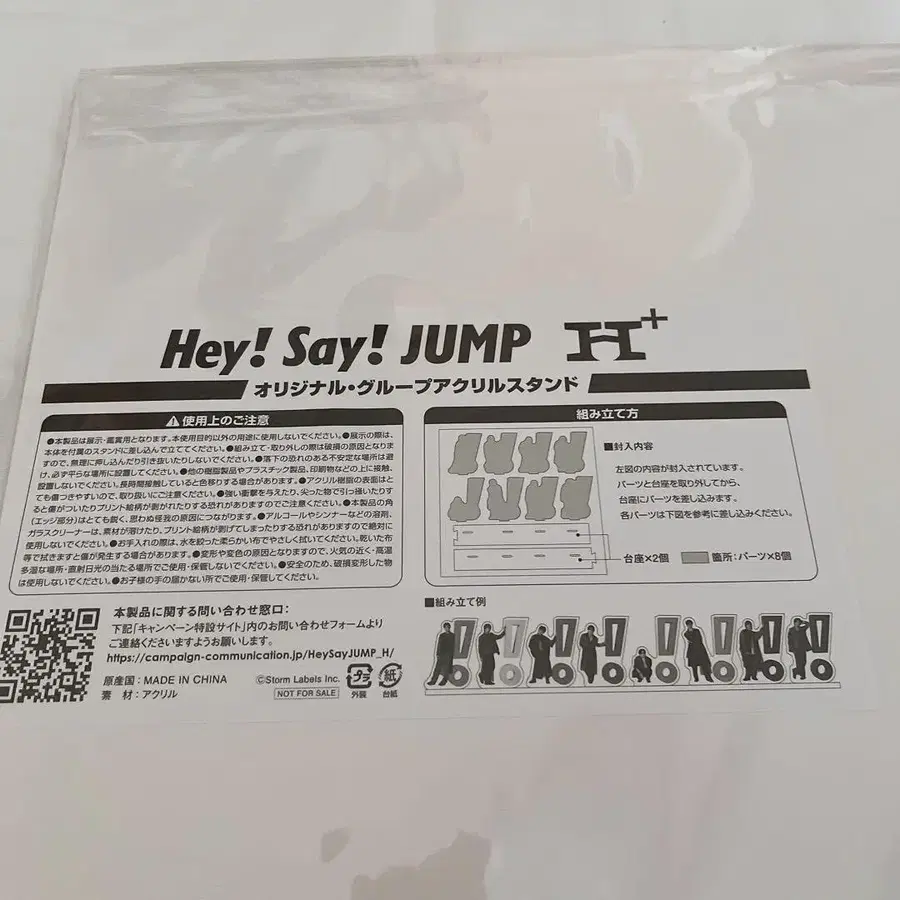 Hey! Say! JUMP H+
オリジナル・グループアクリルスタンド
使用上のご注意
●本製品は展示・鑑賞用となります。本使用目的以外の用途に使用しないでください。●展示の際は、
本体を付属のスタンドに差し込んで立ててください。●組み立て・取り外しの際は破損の原因となりま
すので、無理に押し込んだり引き抜いたりしないでください。●落下の恐れのある不安定な場所は避
け、必ず平らな場所に設置してください。●他の樹脂製品やプラスチック製品、印刷物などの上に接触、
設置しないでください。長時間接触していると色移りする場合があります。●アクリル樹脂の表面はと
ても傷つきやすいので、取り扱いにご注意ください。●強い衝撃を与えたり、尖った物で引っ掻いたりす
ると傷がついたりプリント絵柄が剥がれたりする恐れがありますのでご注意ください。●本製品の角
(エッジ部分)はとても鋭く、思わぬ怪我の原因につながります。●アルコールやシンナーなどの溶剤、
ガラスクリーナーは、素材が溶けたり、プリント絵柄が剥げてしまったりする恐れがありますので絶対に
使用しないでください。●お手入れの際は、水を絞った柔らかい布でやさしく拭いてください。乾いた布
等で拭きますと傷が発生する場合があります。●変形や変色の原因となりますので、火気の近く・高温
多湿な場所・直射日光の当たる場所でご使用・保管しないでください。●安全のため、破損変形した物
は使用しないでください。●お子様の手の届かない所でご使用・保管してください。
組み立て方
■封入内容
左図の内容が封入されています。
パーツと台座を取り外してから、
台座にパーツを差し込みます。
各パーツは下図を参考に差し込みください。
台座×2個
箇所:パーツ×8個
■組み立て例
本製品に関する問い合わせ窓口:
下記「キャンペーン特設サイト」内のお問い合わせフォームより
ご連絡くださいますようお願いします。
https://campaign-communication.jp/HeySayJUMP_H/
原産国:MADE IN CHINA
素 材:アクリル
©Storm Labels Inc.
NOT FOR SALE
プラ
外装
紙
台紙